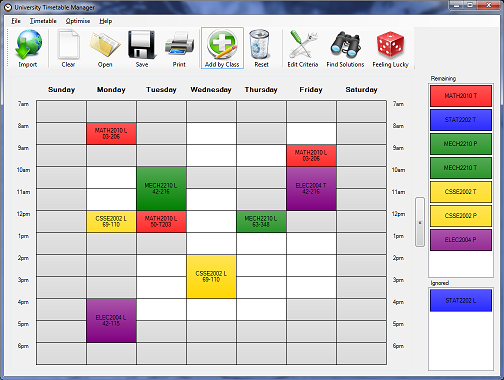 University Timetable Manager
File Timetable Optimise Help
Import Clear Open Save Print Add by Class Reset Edit Criteria Find Solutions Feeling Lucky
Sunday Monday Tuesday Wednesday Thursday Friday Saturday
7am 7am
8am 8am
MATH2010 L
03-206
9am 9am
MATH2010 L
03-206
10am 10am
MECH2210 L
42-216
ELEC2004 T
42-216
11am 11am
12pm 12pm
CSSE2002 L
69-110
MATH2010 L
50-T203
MECH2210 L
63-348
1pm 1pm
2pm 2pm
CSSE2002 L
69-110
3pm 3pm
4pm 4pm
ELEC2004 L
42-115
5pm 5pm
6pm 6pm
Remaining
MATH2010 T
STAT2202 T
MECH2210 P
MECH2210 T
CSSE2002 T
CSSE2002 P
ELEC2004 P
Ignored
STAT2202 L